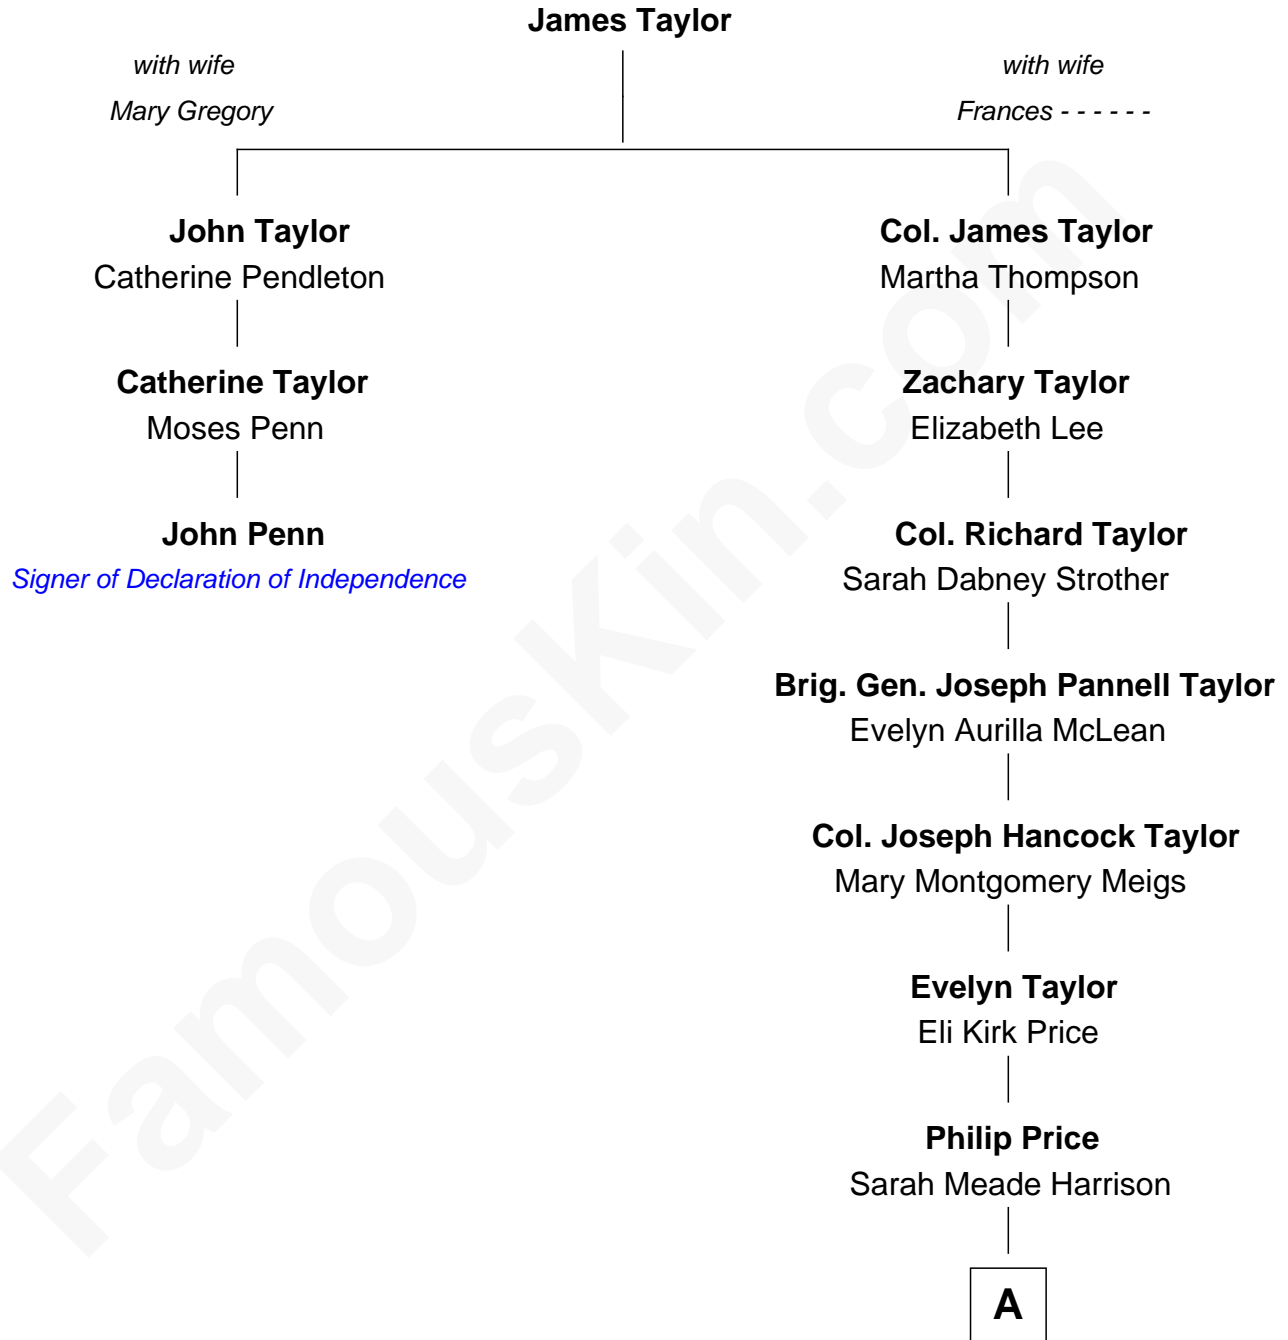 James Taylor
with wife
Mary Gregory
with wife
Frances - - - - - -
John Taylor
Catherine Pendleton
Col. James Taylor
Martha Thompson
Catherine Taylor
Moses Penn
Zachary Taylor
Elizabeth Lee
John Penn
Signer of Declaration of Independence
Col. Richard Taylor
Sarah Dabney Strother
Brig. Gen. Joseph Pannell Taylor
Evelyn Aurilla McLean
Col. Joseph Hancock Taylor
Mary Montgomery Meigs
Evelyn Taylor
Eli Kirk Price
Philip Price
Sarah Meade Harrison
A
FamousKin.com